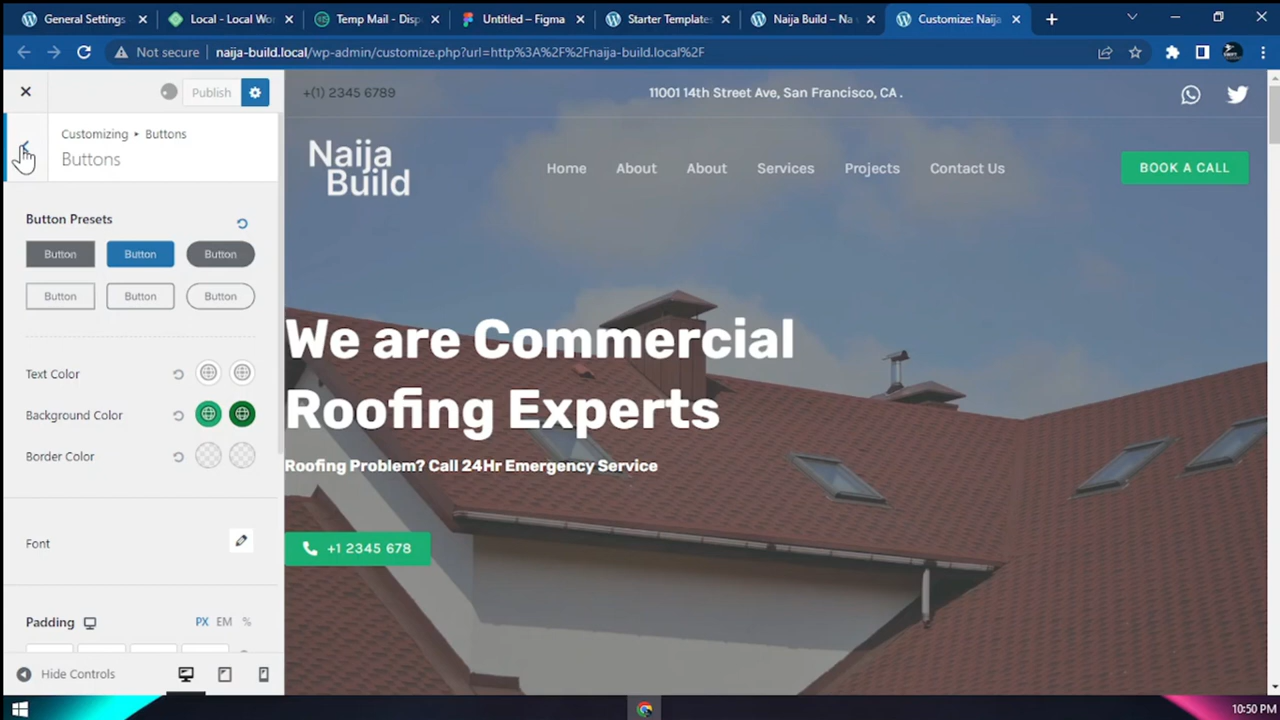 General Settings
Local - Local Wo
Temp Mail - Disp
Untitled – Figma
Starter Templates
Naija Build – Na
Customize: Naija
Not secure
naija-build.local/wp-admin/customize.php?url=http%3A%2F%2Fnaija-build.local%2F
Publish
Customizing ▸ Buttons
Buttons
Button Presets
Button Button Button
Button Button Button
Text Color
Background Color
Border Color
Font
Padding PX EM %
Hide Controls
+(1) 2345 6789
11001 14th Street Ave, San Francisco, CA .
Naija
Build
Home About About Services Projects Contact Us
BOOK A CALL
We are Commercial
Roofing Experts
Roofing Problem? Call 24Hr Emergency Service
+1 2345 678
10:50 PM